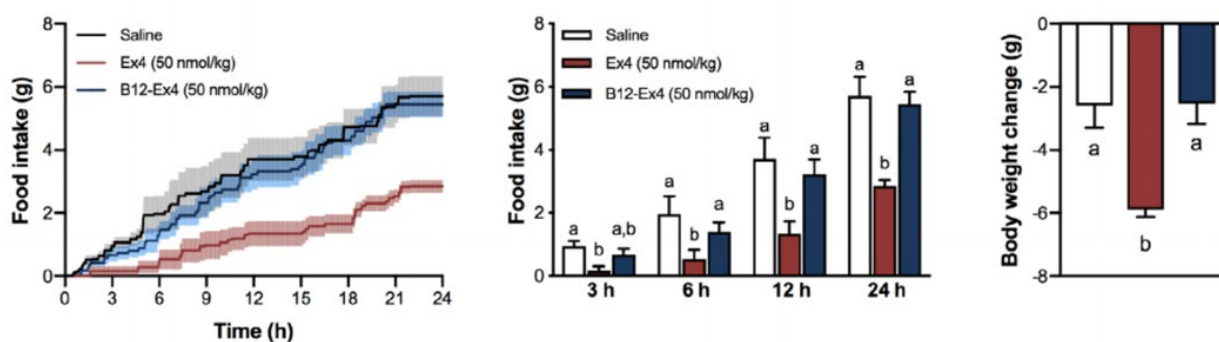 8
6
4
2
0
Food intake (g)
Saline
Ex4 (50 nmol/kg)
B12-Ex4 (50 nmol/kg)
0 3 6 9 12 15 18 21 24
Time (h)
8
6
4
2
0
Food intake (g)
Saline
Ex4 (50 nmol/kg)
B12-Ex4 (50 nmol/kg)
a b a,b
a b a
a b a
a b a
3 h 6 h 12 h 24 h
0
-2
-4
-6
-8
Body weight change (g)
a b a